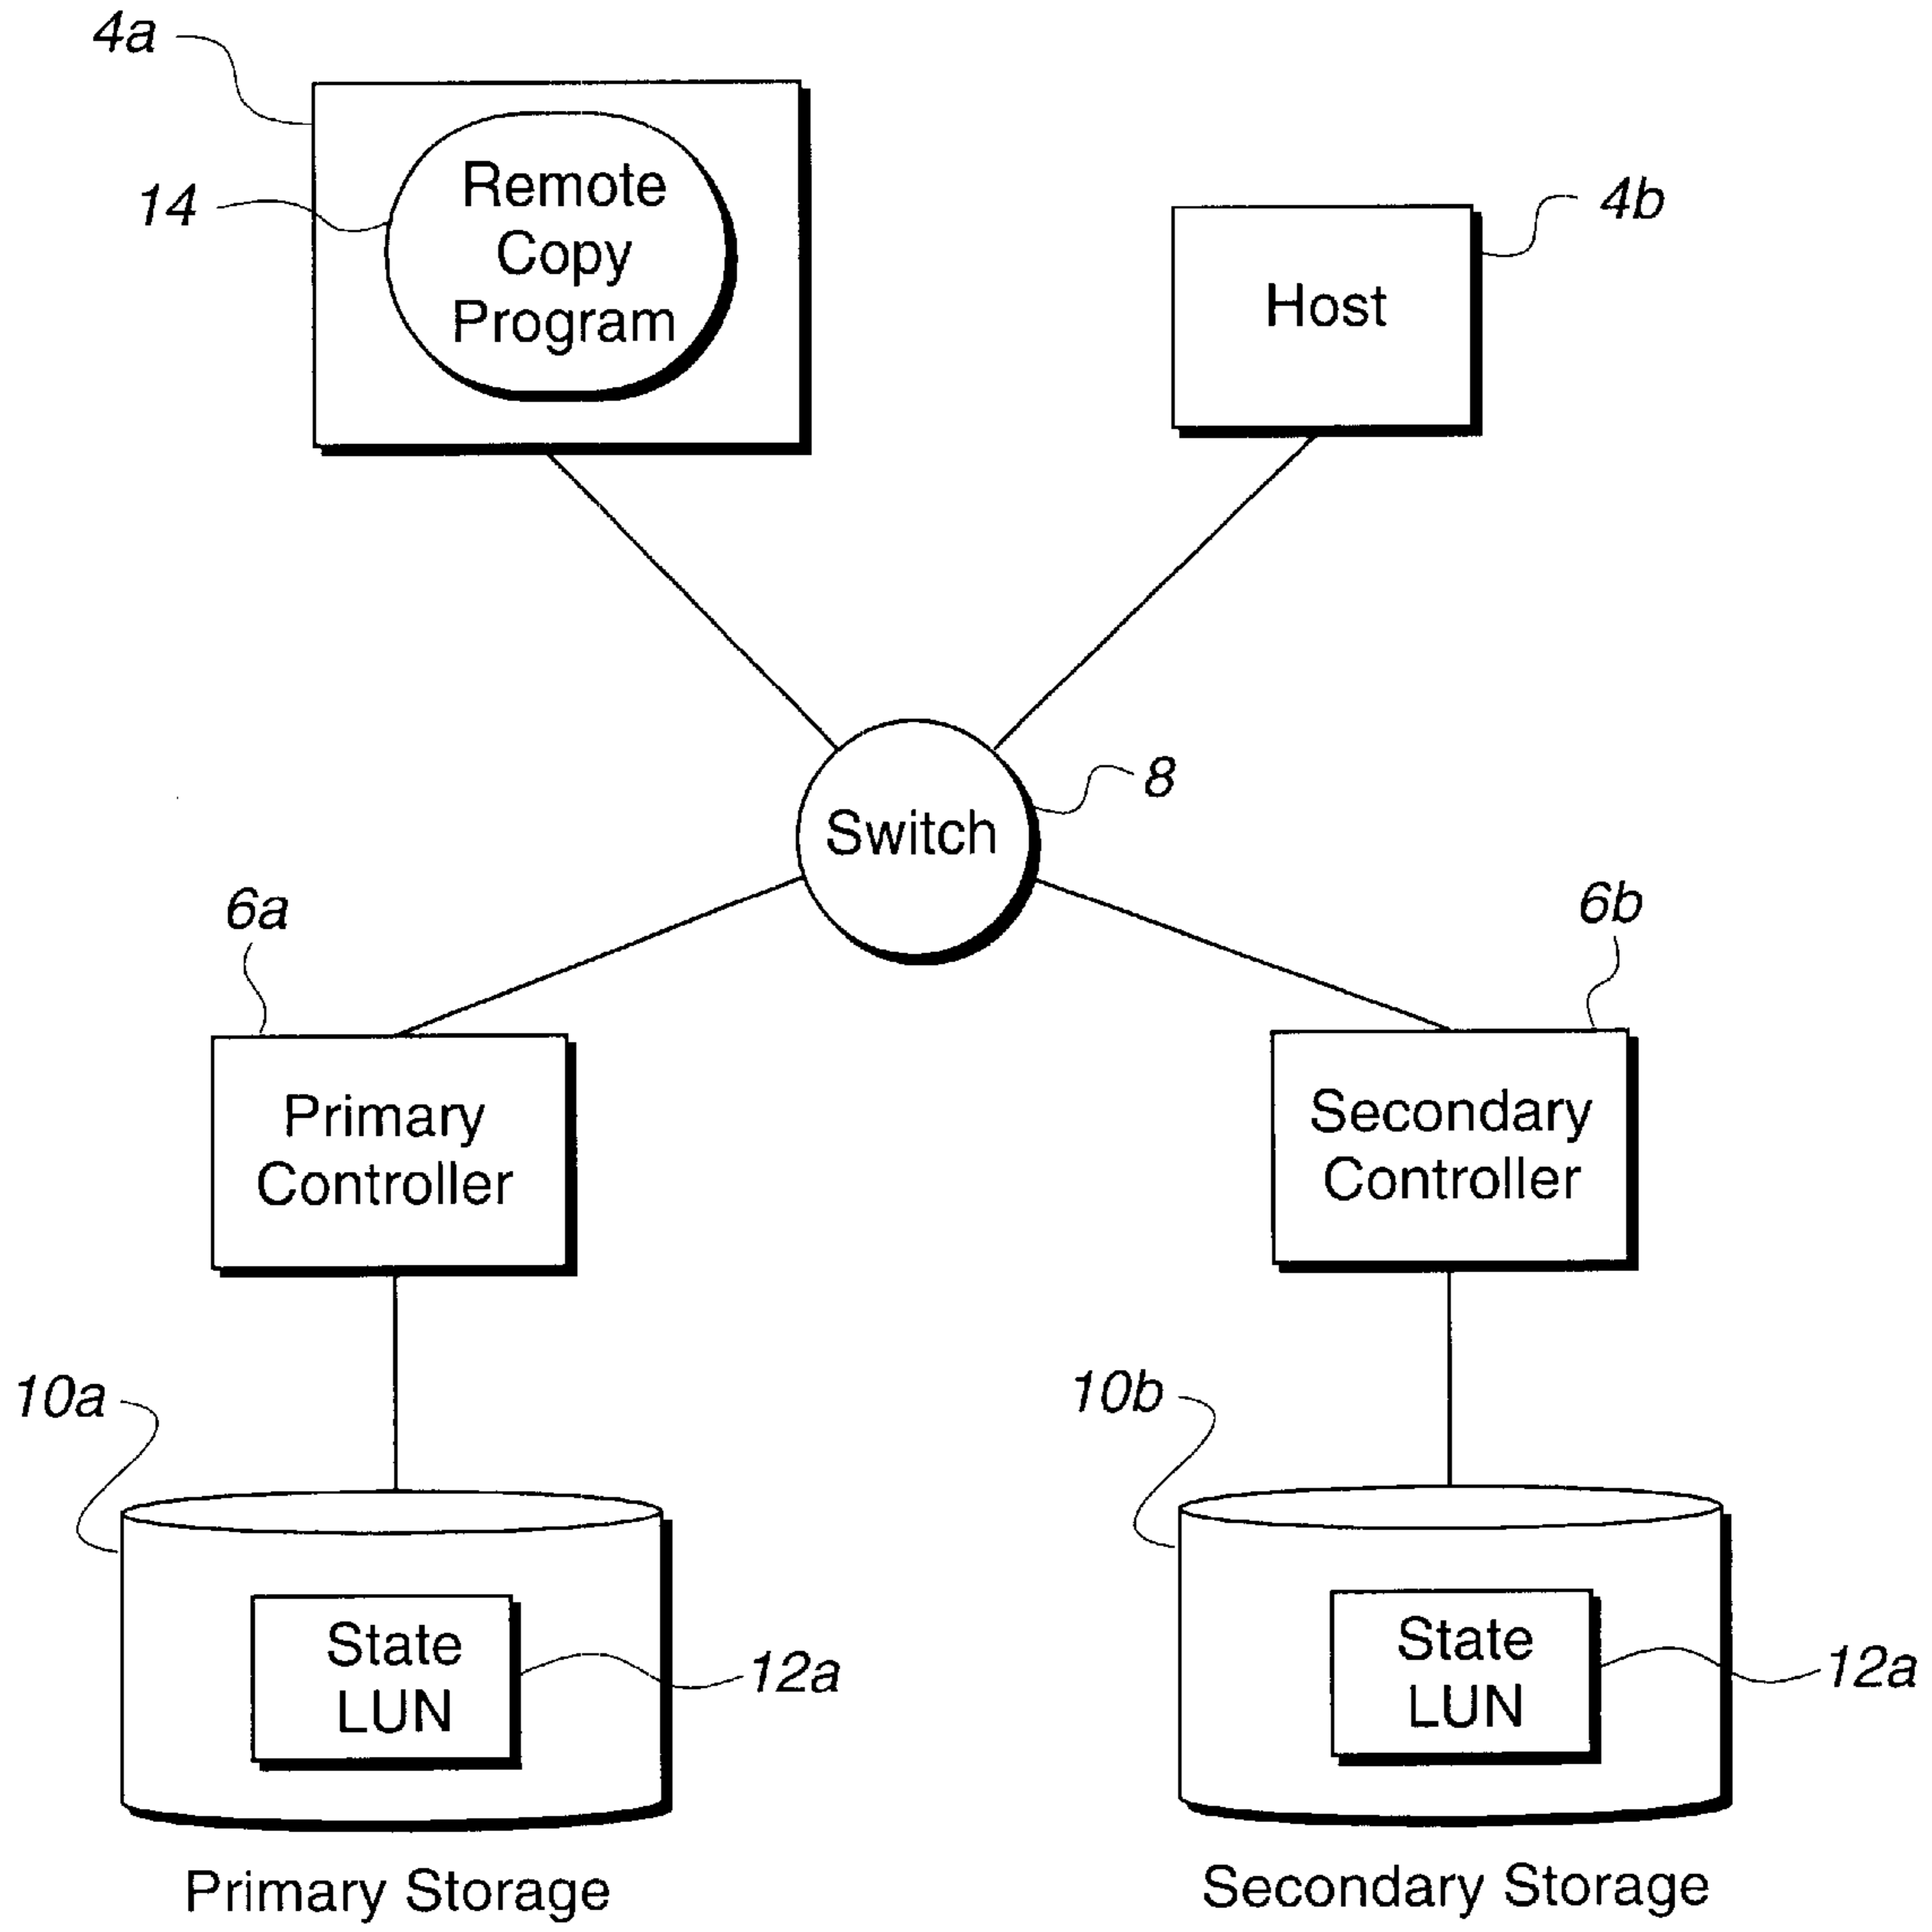 4a
14
Remote
Copy
Program
4b
Host
8
Switch
6a
6b
Primary
Controller
Secondary
Controller
10a
10b
State
LUN
12a
State
LUN
12a
Primary Storage
Secondary Storage